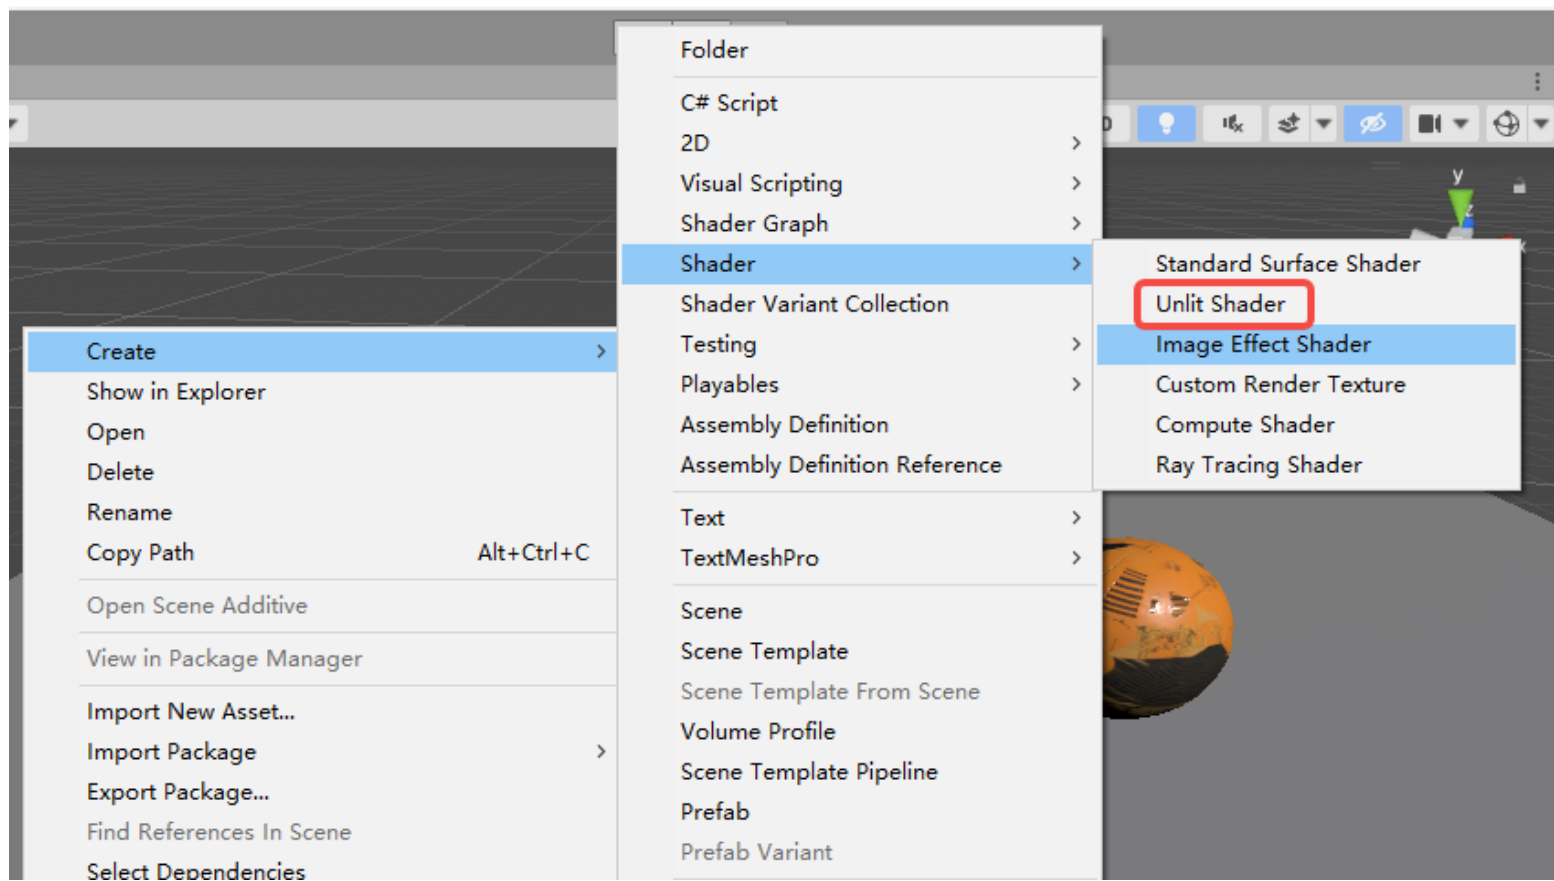 Folder
C# Script
2D
Visual Scripting
Shader Graph
Shader
Shader Variant Collection
Testing
Playables
Assembly Definition
Assembly Definition Reference
Text
TextMeshPro
Scene
Scene Template
Scene Template From Scene
Volume Profile
Scene Template Pipeline
Prefab
Prefab Variant
Standard Surface Shader
Unlit Shader
Image Effect Shader
Custom Render Texture
Compute Shader
Ray Tracing Shader
Create
Show in Explorer
Open
Delete
Rename
Copy Path Alt+Ctrl+C
Open Scene Additive
View in Package Manager
Import New Asset...
Import Package
Export Package...
Find References In Scene
Select Dependencies
y
z
x